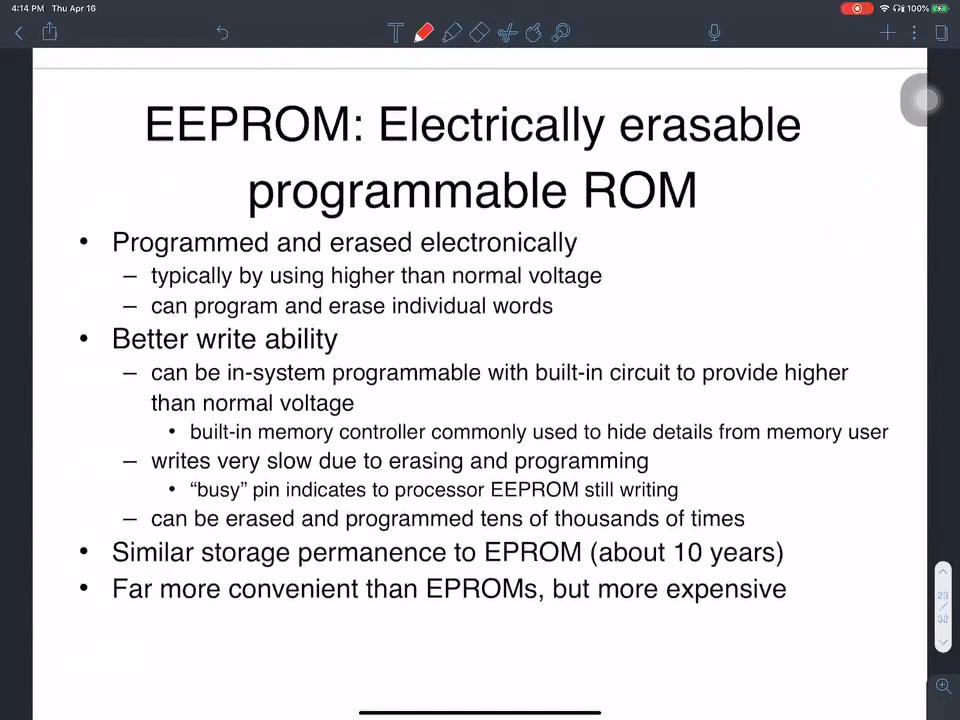 4:14 PM Thu Apr 16
100%
T
EEPROM: Electrically erasable
programmable ROM
• Programmed and erased electronically
– typically by using higher than normal voltage
– can program and erase individual words
• Better write ability
– can be in-system programmable with built-in circuit to provide higher
than normal voltage
• built-in memory controller commonly used to hide details from memory user
– writes very slow due to erasing and programming
• “busy” pin indicates to processor EEPROM still writing
– can be erased and programmed tens of thousands of times
• Similar storage permanence to EPROM (about 10 years)
• Far more convenient than EPROMs, but more expensive
23
/
32